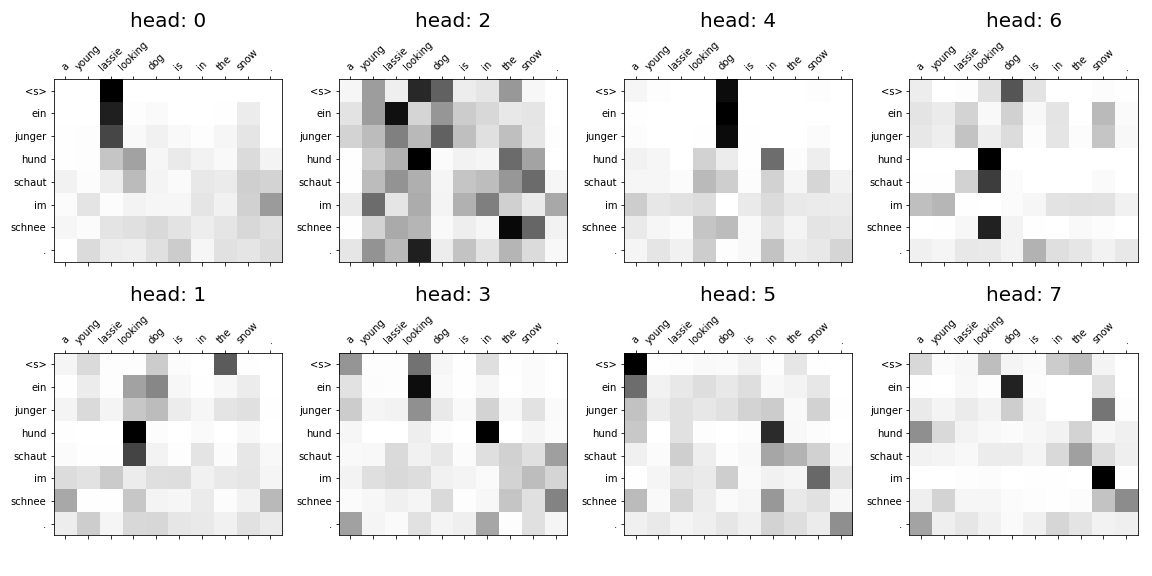 head: 0
a young lassie looking dog is in the snow .
<s>
ein
junger
hund
schaut
im
schnee
.
head: 2
a young lassie looking dog is in the snow .
<s>
ein
junger
hund
schaut
im
schnee
.
head: 4
a young lassie looking dog is in the snow .
<s>
ein
junger
hund
schaut
im
schnee
.
head: 6
a young lassie looking dog is in the snow .
<s>
ein
junger
hund
schaut
im
schnee
.
head: 1
a young lassie looking dog is in the snow .
<s>
ein
junger
hund
schaut
im
schnee
.
head: 3
a young lassie looking dog is in the snow .
<s>
ein
junger
hund
schaut
im
schnee
.
head: 5
a young lassie looking dog is in the snow .
<s>
ein
junger
hund
schaut
im
schnee
.
head: 7
a young lassie looking dog is in the snow .
<s>
ein
junger
hund
schaut
im
schnee
.